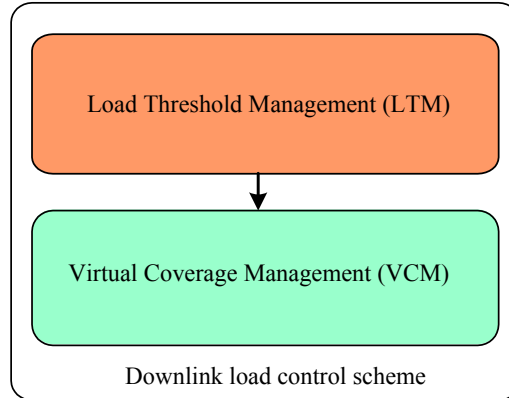 Load Threshold Management (LTM)
Virtual Coverage Management (VCM)
Downlink load control scheme